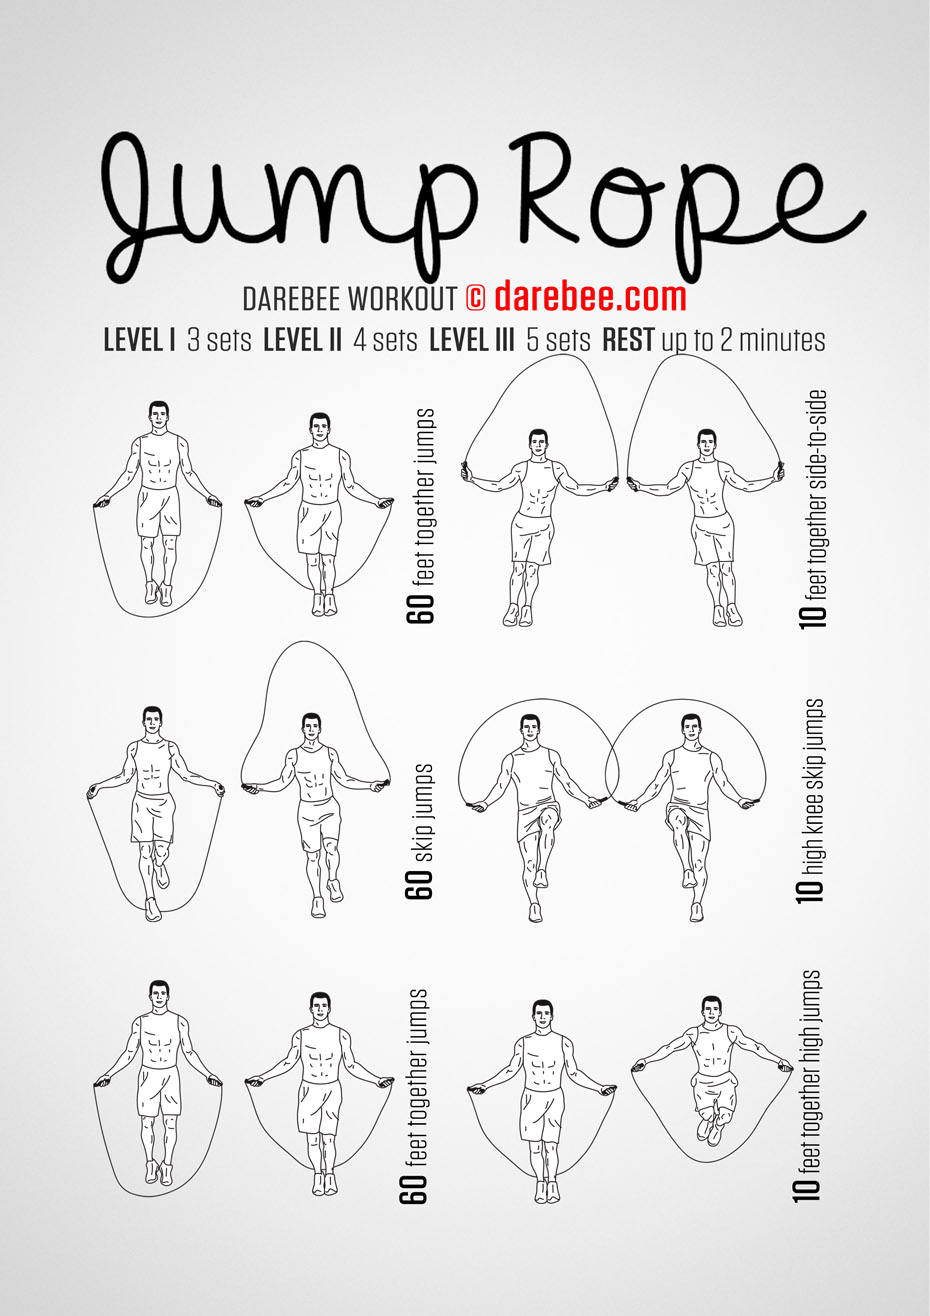 Jump Rope
DAREBEE WORKOUT © darebee.com
LEVEL I 3 sets LEVEL II 4 sets LEVEL III 5 sets REST up to 2 minutes
60 feet together jumps
10 feet together side-to-side
60 skip jumps
10 high knee skip jumps
60 feet together jumps
10 feet together high jumps